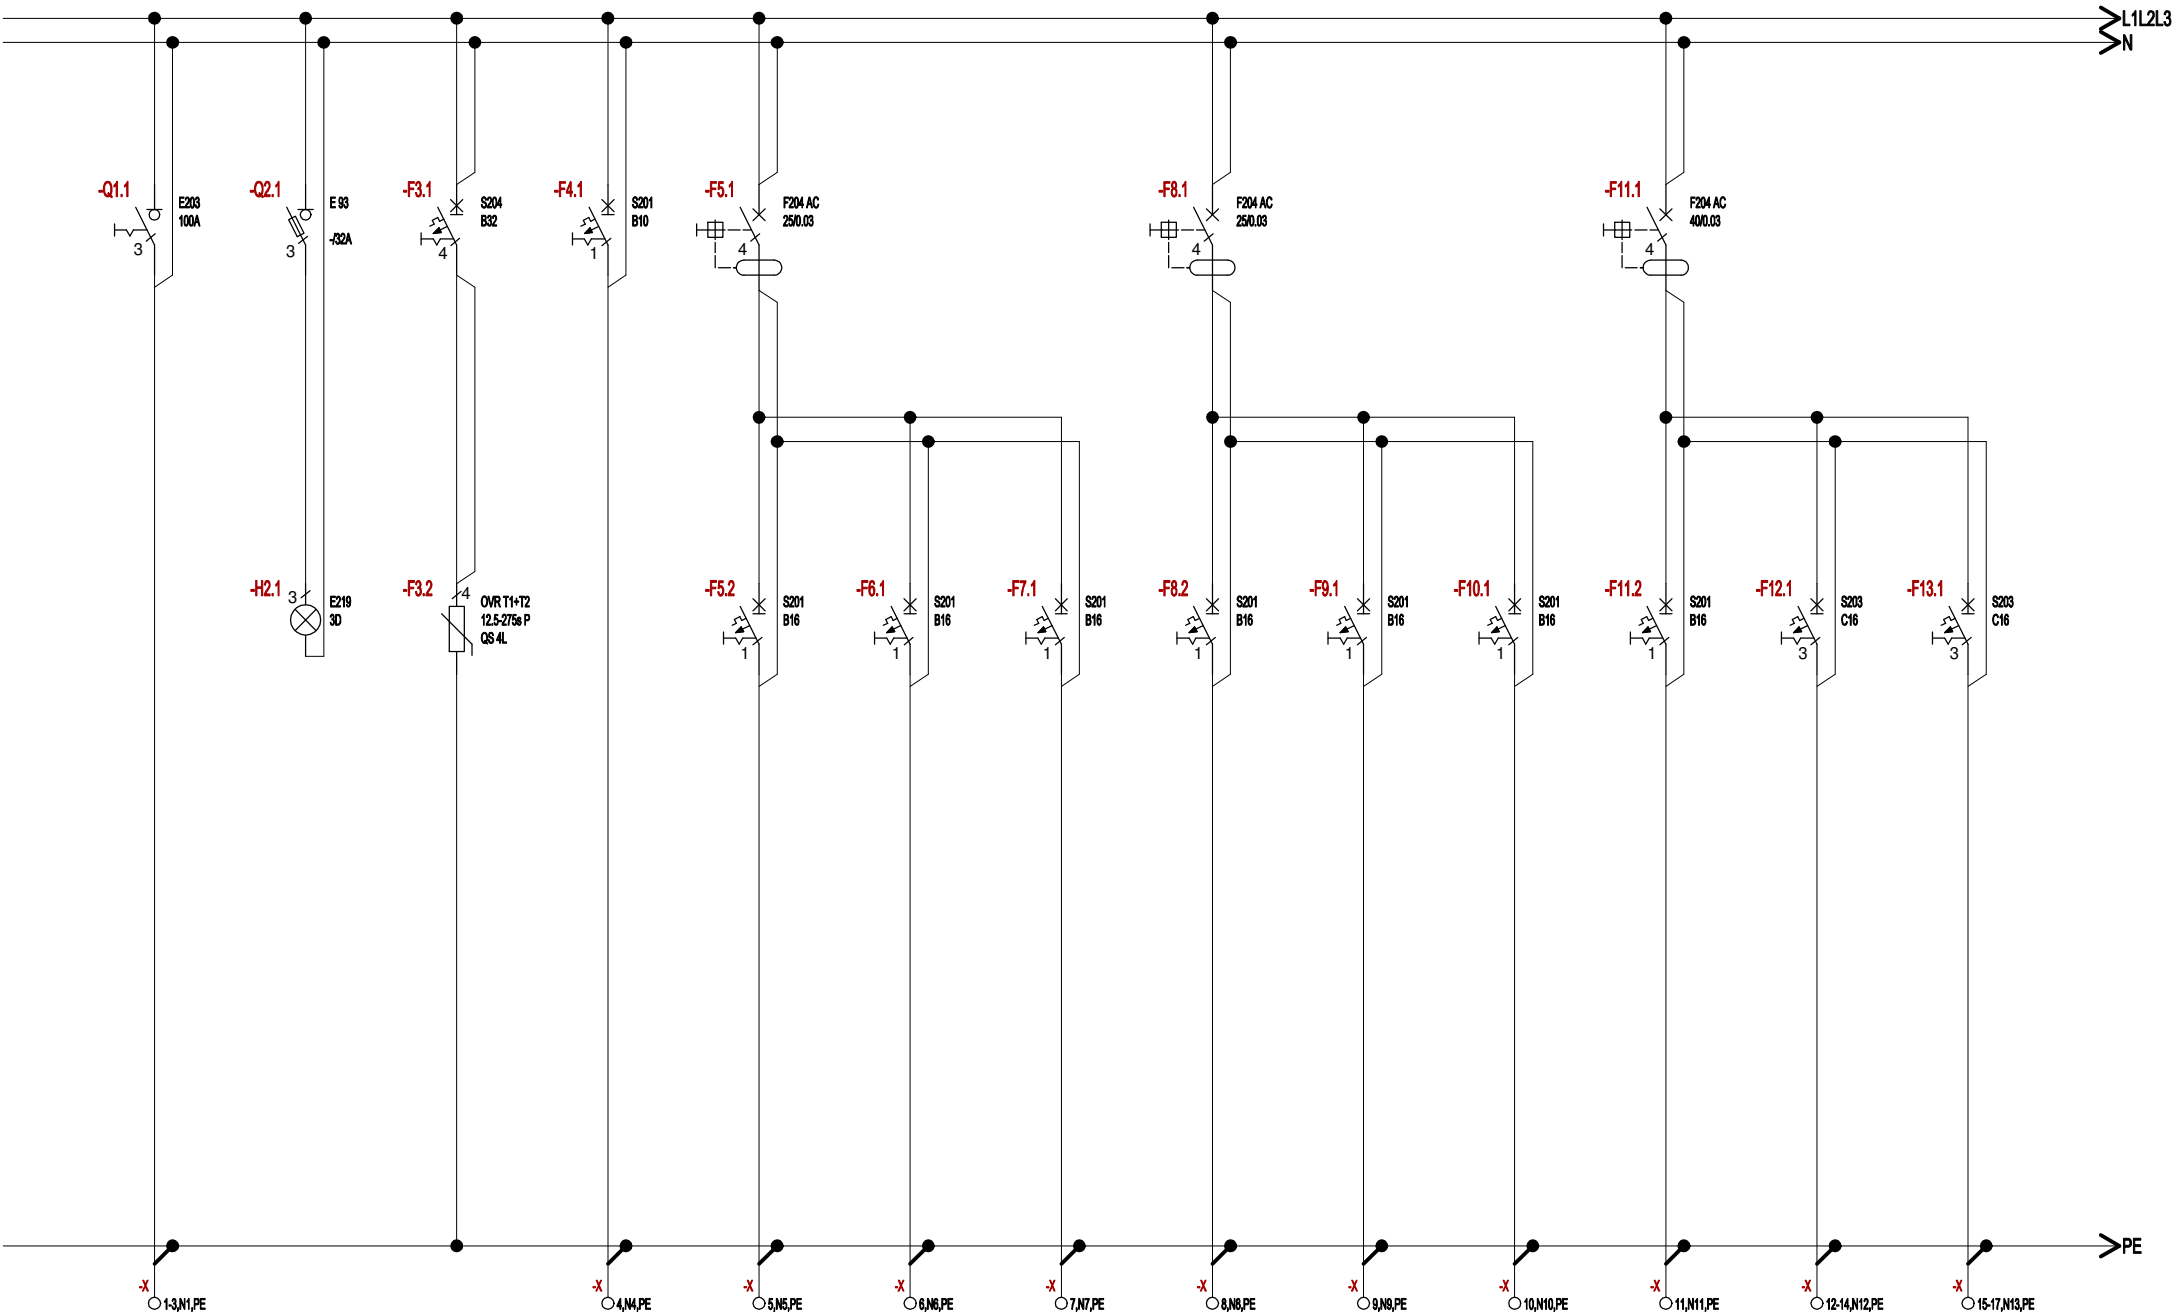 L1L2L3
N
-Q1.1
E203
100A
3
-Q2.1
E 93
-/32A
3
-F3.1
S204
B32
4
-F4.1
S201
B10
1
-F5.1
F204 AC
25/0.03
4
-F8.1
F204 AC
25/0.03
4
-F11.1
F204 AC
40/0.03
4
-H2.1
3
E219
3D
-F3.2
4
OVR T1+T2
12.5-275s P
QS 4L
-F5.2
S201
B16
1
-F6.1
S201
B16
1
-F7.1
S201
B16
1
-F8.2
S201
B16
1
-F9.1
S201
B16
1
-F10.1
S201
B16
1
-F11.2
S201
B16
1
-F12.1
S203
C16
3
-F13.1
S203
C16
3
PE
-X
1-3,N1,PE
-X
4,N4,PE
-X
5,N5,PE
-X
6,N6,PE
-X
7,N7,PE
-X
8,N8,PE
-X
9,N9,PE
-X
10,N10,PE
-X
11,N11,PE
-X
12-14,N12,PE
-X
15-17,N13,PE